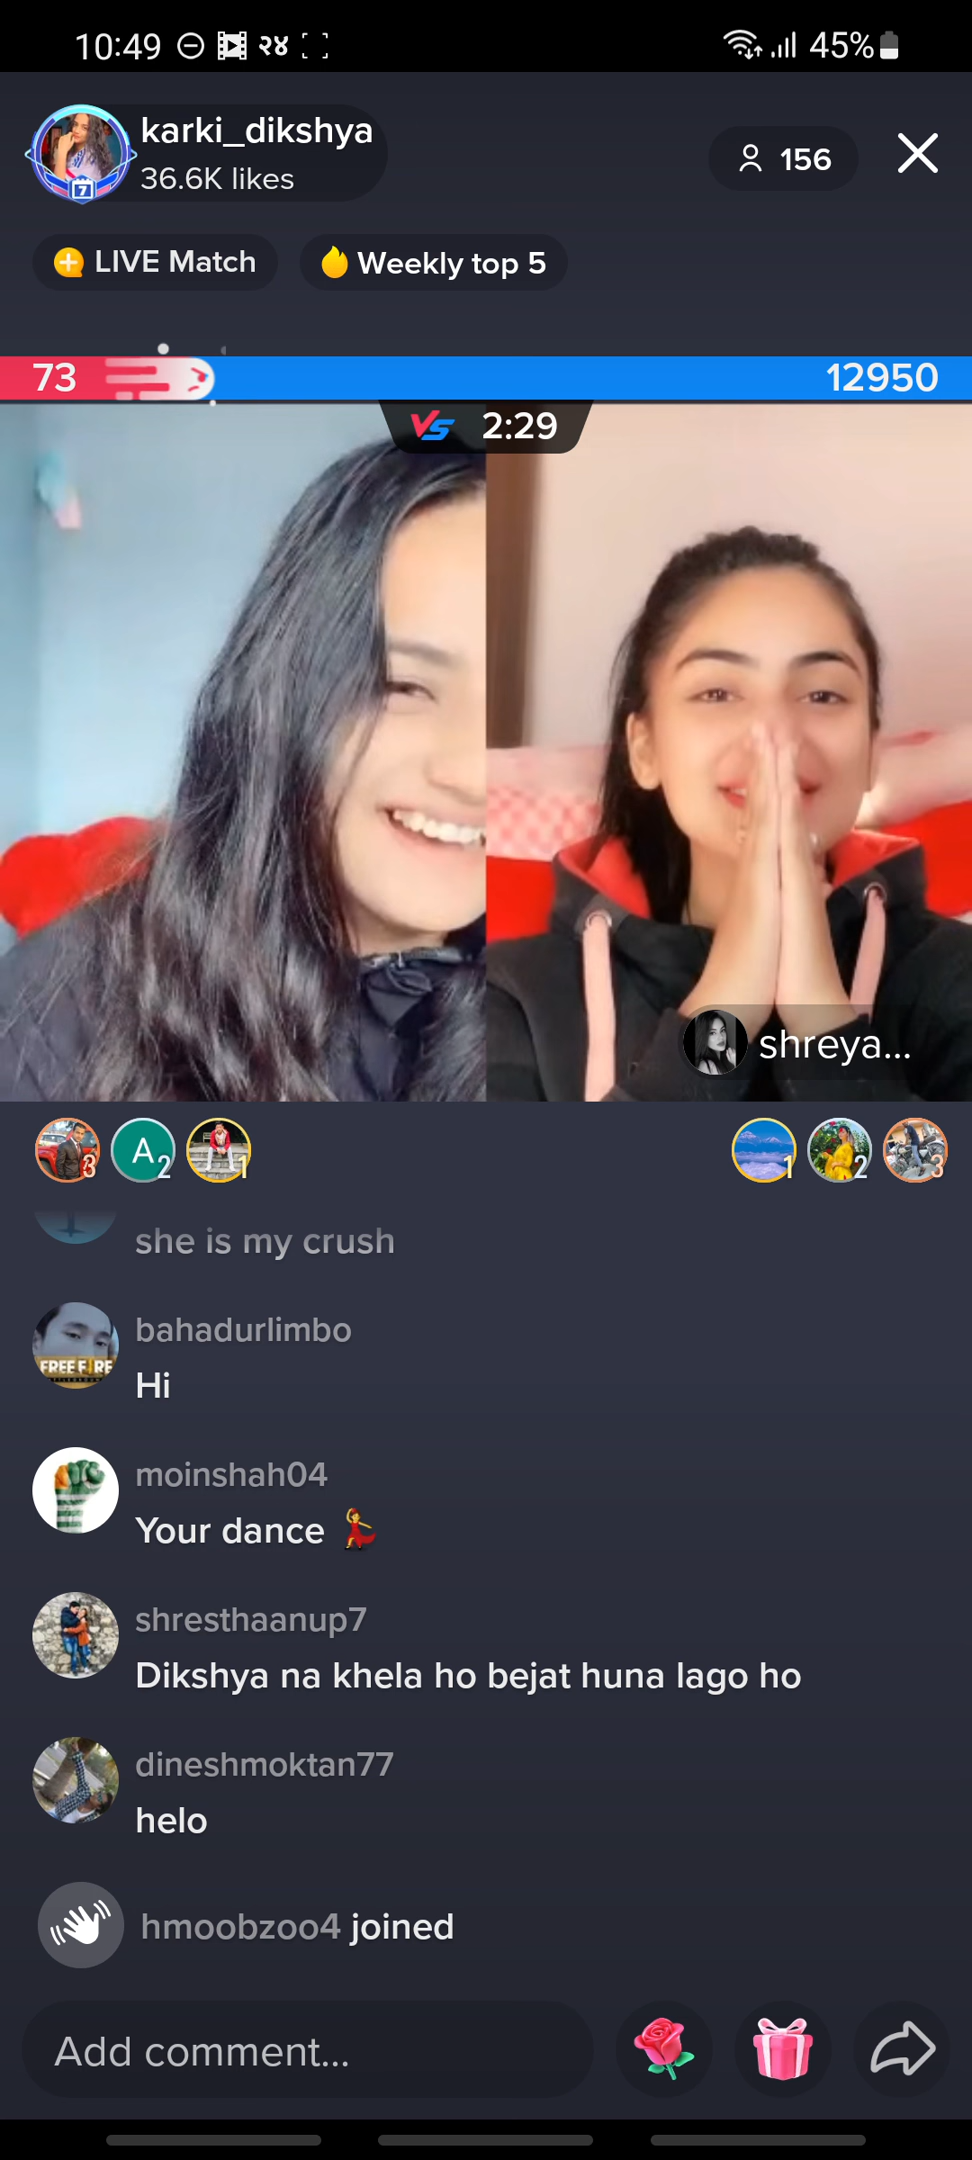 10:49 २४ 45%
karki_dikshya
36.6K likes
156
LIVE Match
Weekly top 5
73 12950
VS 2:29
shreya...
3 A 2 1 1 2 3
she is my crush
bahadurlimbo
FREE FIRE
Hi
moinshah04
Your dance 💃
shresthaanup7
Dikshya na khela ho bejat huna lago ho
dineshmoktan77
helo
hmoobzoo4 joined
Add comment...